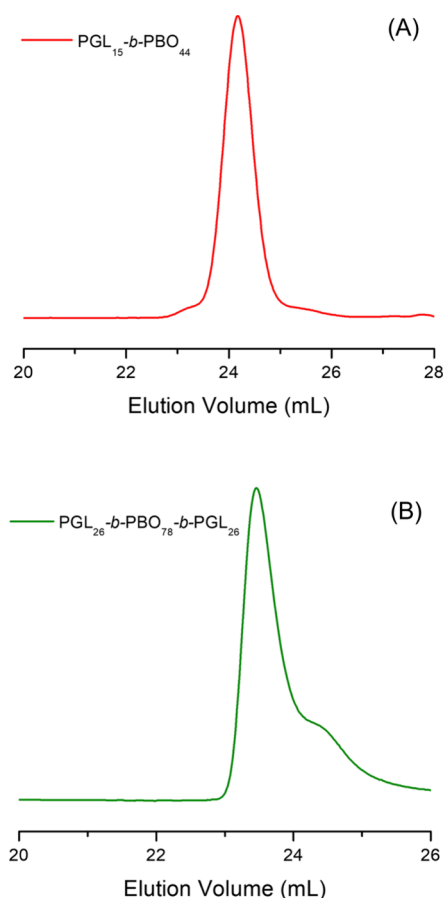 (A)
PGL15-b-PBO44
20 22 24 26 28
Elution Volume (mL)
(B)
PGL26-b-PBO78-b-PGL26
20 22 24 26
Elution Volume (mL)